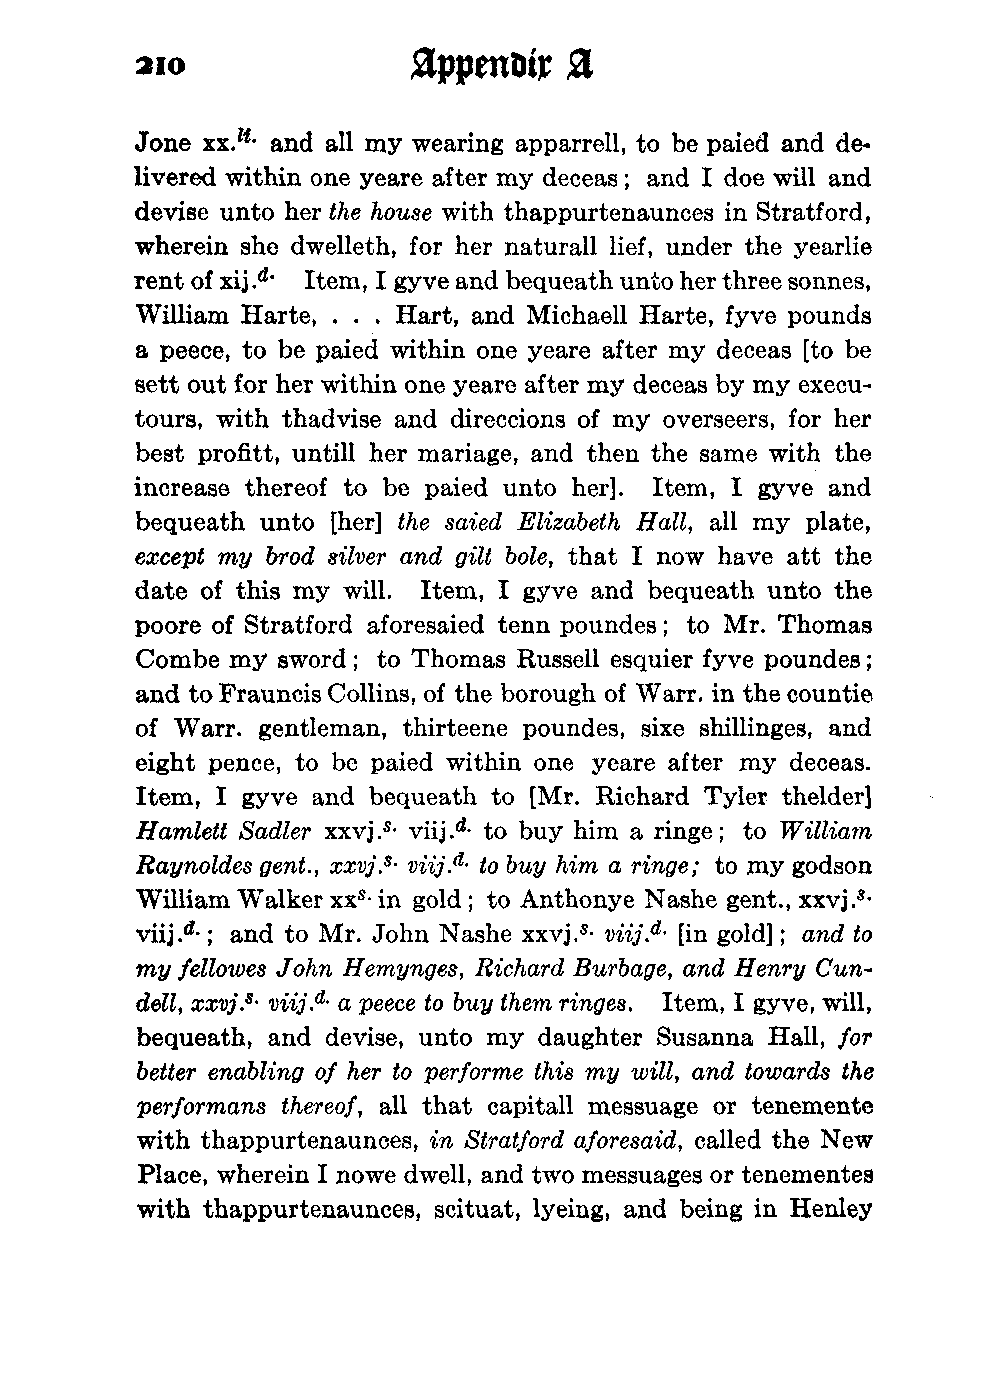 210 Appendix A
Jone xx.li. and all my wearing apparrell, to be paied and de-
livered within one yeare after my deceas; and I doe will and
devise unto her the house with thappurtenaunces in Stratford,
wherein she dwelleth, for her naturall lief, under the yearlie
rent of xij.d. Item, I gyve and bequeath unto her three sonnes,
William Harte, . . . Hart, and Michaell Harte, fyve pounds
a peece, to be paied within one yeare after my deceas [to be
sett out for her within one yeare after my deceas by my execu-
tours, with thadvise and direccions of my overseers, for her
best profitt, untill her mariage, and then the same with the
increase thereof to be paied unto her]. Item, I gyve and
bequeath unto [her] the saied Elizabeth Hall, all my plate,
except my brod silver and gilt bole, that I now have att the
date of this my will. Item, I gyve and bequeath unto the
poore of Stratford aforesaied tenn poundes; to Mr. Thomas
Combe my sword; to Thomas Russell esquier fyve poundes;
and to Frauncis Collins, of the borough of Warr. in the countie
of Warr. gentleman, thirteene poundes, sixe shillinges, and
eight pence, to be paied within one yeare after my deceas.
Item, I gyve and bequeath to [Mr. Richard Tyler thelder]
Hamlett Sadler xxvj.s. viij.d. to buy him a ringe; to William
Raynoldes gent., xxvj.s. viij.d. to buy him a ringe; to my godson
William Walker xxs. in gold; to Anthonye Nashe gent., xxvj.s.
viij.d.; and to Mr. John Nashe xxvj.s. viij.d. [in gold]; and to
my fellowes John Hemynges, Richard Burbage, and Henry Cun-
dell, xxvj.s. viij.d. a peece to buy them ringes. Item, I gyve, will,
bequeath, and devise, unto my daughter Susanna Hall, for
better enabling of her to performe this my will, and towards the
performans thereof, all that capitall messuage or tenemente
with thappurtenaunces, in Stratford aforesaid, called the New
Place, wherein I nowe dwell, and two messuages or tenementes
with thappurtenaunces, scituat, lyeing, and being in Henley